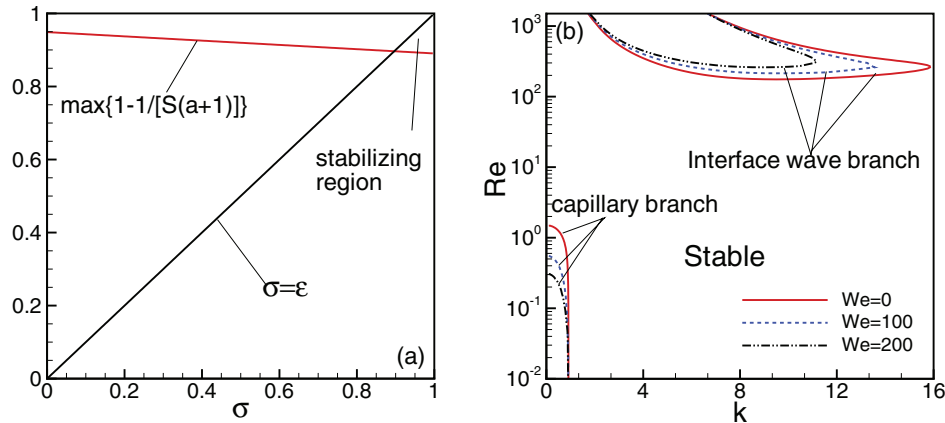 1
0.8
0.6
0.4
0.2
0
0
0.2
0.4
0.6
0.8
1
σ
max{1-1/[S(a+1)]}
stabilizing
region
σ=ε
(a)
(b)
10³
10²
10¹
10⁰
10⁻¹
10⁻²
Re
0
4
8
12
16
k
Interface wave branch
capillary branch
Stable
We=0
We=100
We=200